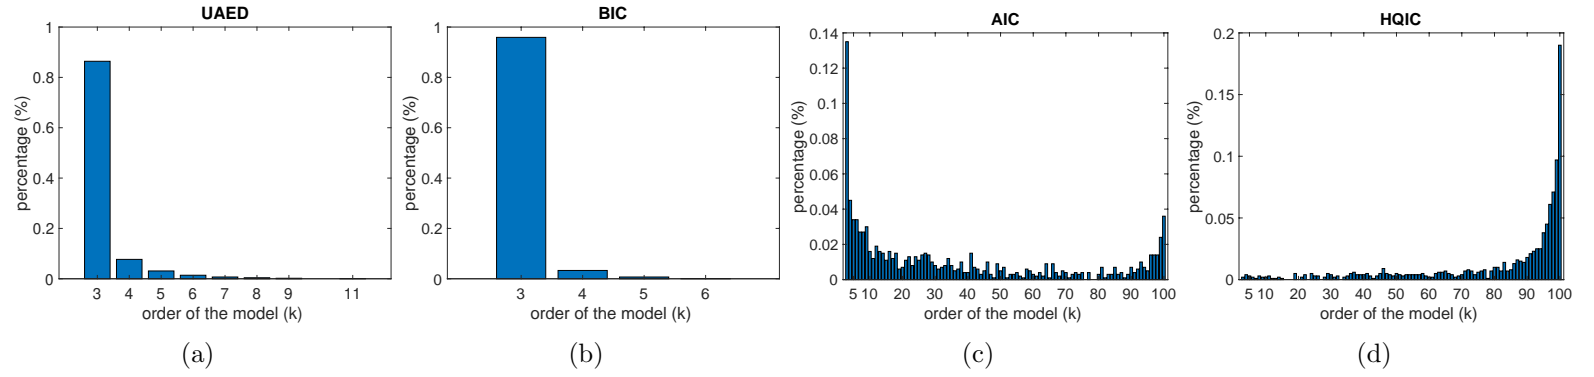 UAED
percentage (%)
1
0.8
0.6
0.4
0.2
0
3 4 5 6 7 8 9 11
order of the model (k)
(a)
BIC
percentage (%)
1
0.8
0.6
0.4
0.2
0
3 4 5 6
order of the model (k)
(b)
AIC
percentage (%)
0.14
0.12
0.1
0.08
0.06
0.04
0.02
0
5 10 20 30 40 50 60 70 80 90 100
order of the model (k)
(c)
HQIC
percentage (%)
0.2
0.15
0.1
0.05
0
5 10 20 30 40 50 60 70 80 90 100
order of the model (k)
(d)